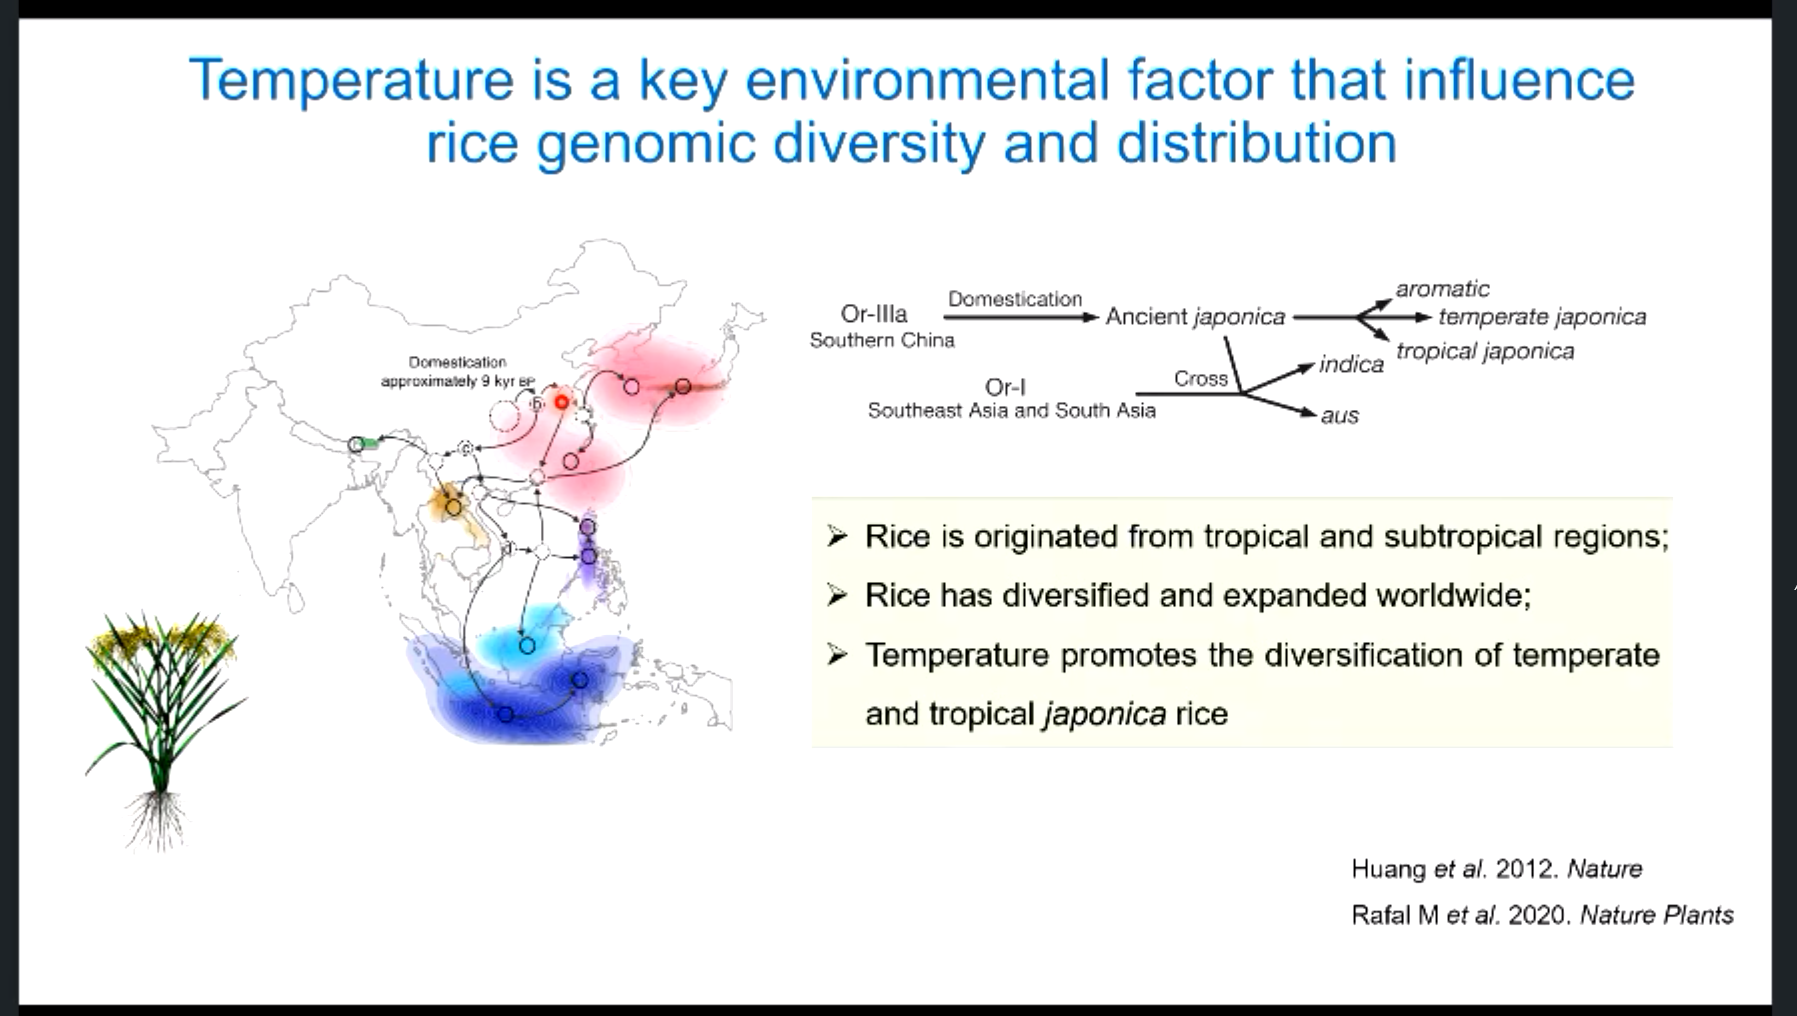 Temperature is a key environmental factor that influence
rice genomic diversity and distribution
Domestication
approximately 9 kyr BP
b
c
d
Or-IIIa
Southern China
Domestication
Ancient japonica
aromatic
temperate japonica
tropical japonica
Or-I
Southeast Asia and South Asia
Cross
indica
aus
➢ Rice is originated from tropical and subtropical regions;
➢ Rice has diversified and expanded worldwide;
➢ Temperature promotes the diversification of temperate
and tropical japonica rice
Huang et al. 2012. Nature
Rafal M et al. 2020. Nature Plants